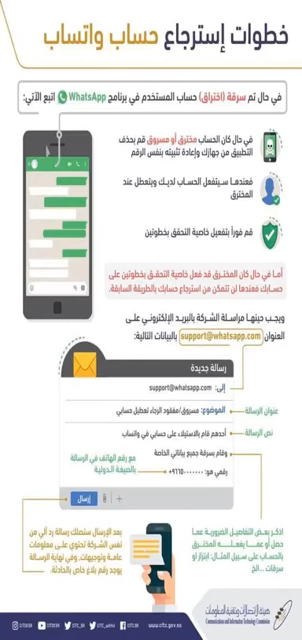 خطوات إسترجاع حساب واتساب
في حال تم سرقة (اختراق) حساب المستخدم في برنامج WhatsApp اتبع الآتي:
في حال كان الحساب مخترق أو مسروق قم بحذف
التطبيق من جهازك وإعادة تثبيته بنفس الرقم
فعندها سيتفعل الحساب لديك ويتعطل عند
المخترق
قم فوراً بتفعيل خاصية التحقق بخطوتين
أما في حال كان المخترق قد فعل خاصية التحقق بخطوتين على
حسابك فعندها لن تتمكن من استرجاع حسابك بالطريقة السابقة.
ويجب حينها مراسلة الشركة بالبريد الإلكتروني على
العنوان support@whatsapp.com بالبيانات التالية:
رسالة جديدة
إلى: support@whatsapp.com
عنوان الرسالة
الموضوع: مسروق/مفقود الرجاء تعطيل حسابي
نص الرسالة
أحدهم قام بالاستيلاء على حسابي في واتساب
وقام بسرقة جميع بياناتي الخاصة
رقمي هو:
مع رقم الهاتف في الرسالة
بالصيغة الدولية
إرسال
اذكر بعض التفاصيل الضرورية عما
حصل أو عما يفعله المخترق
بالحساب على سبيل المثال: ابتزاز أو
سرقات ...الخ
بعد الإرسال ستصلك رسالة رد آلي من
نفس الشركة تحتوي على معلومات
عامة وتوجيهات، وفي نهاية الرسالة
يوجد رقم بلاغ خاص بالحادثة.
هيئة الاتصالات وتقنية المعلومات
Communications and Information Technology Commission
www.citc.gov.sa